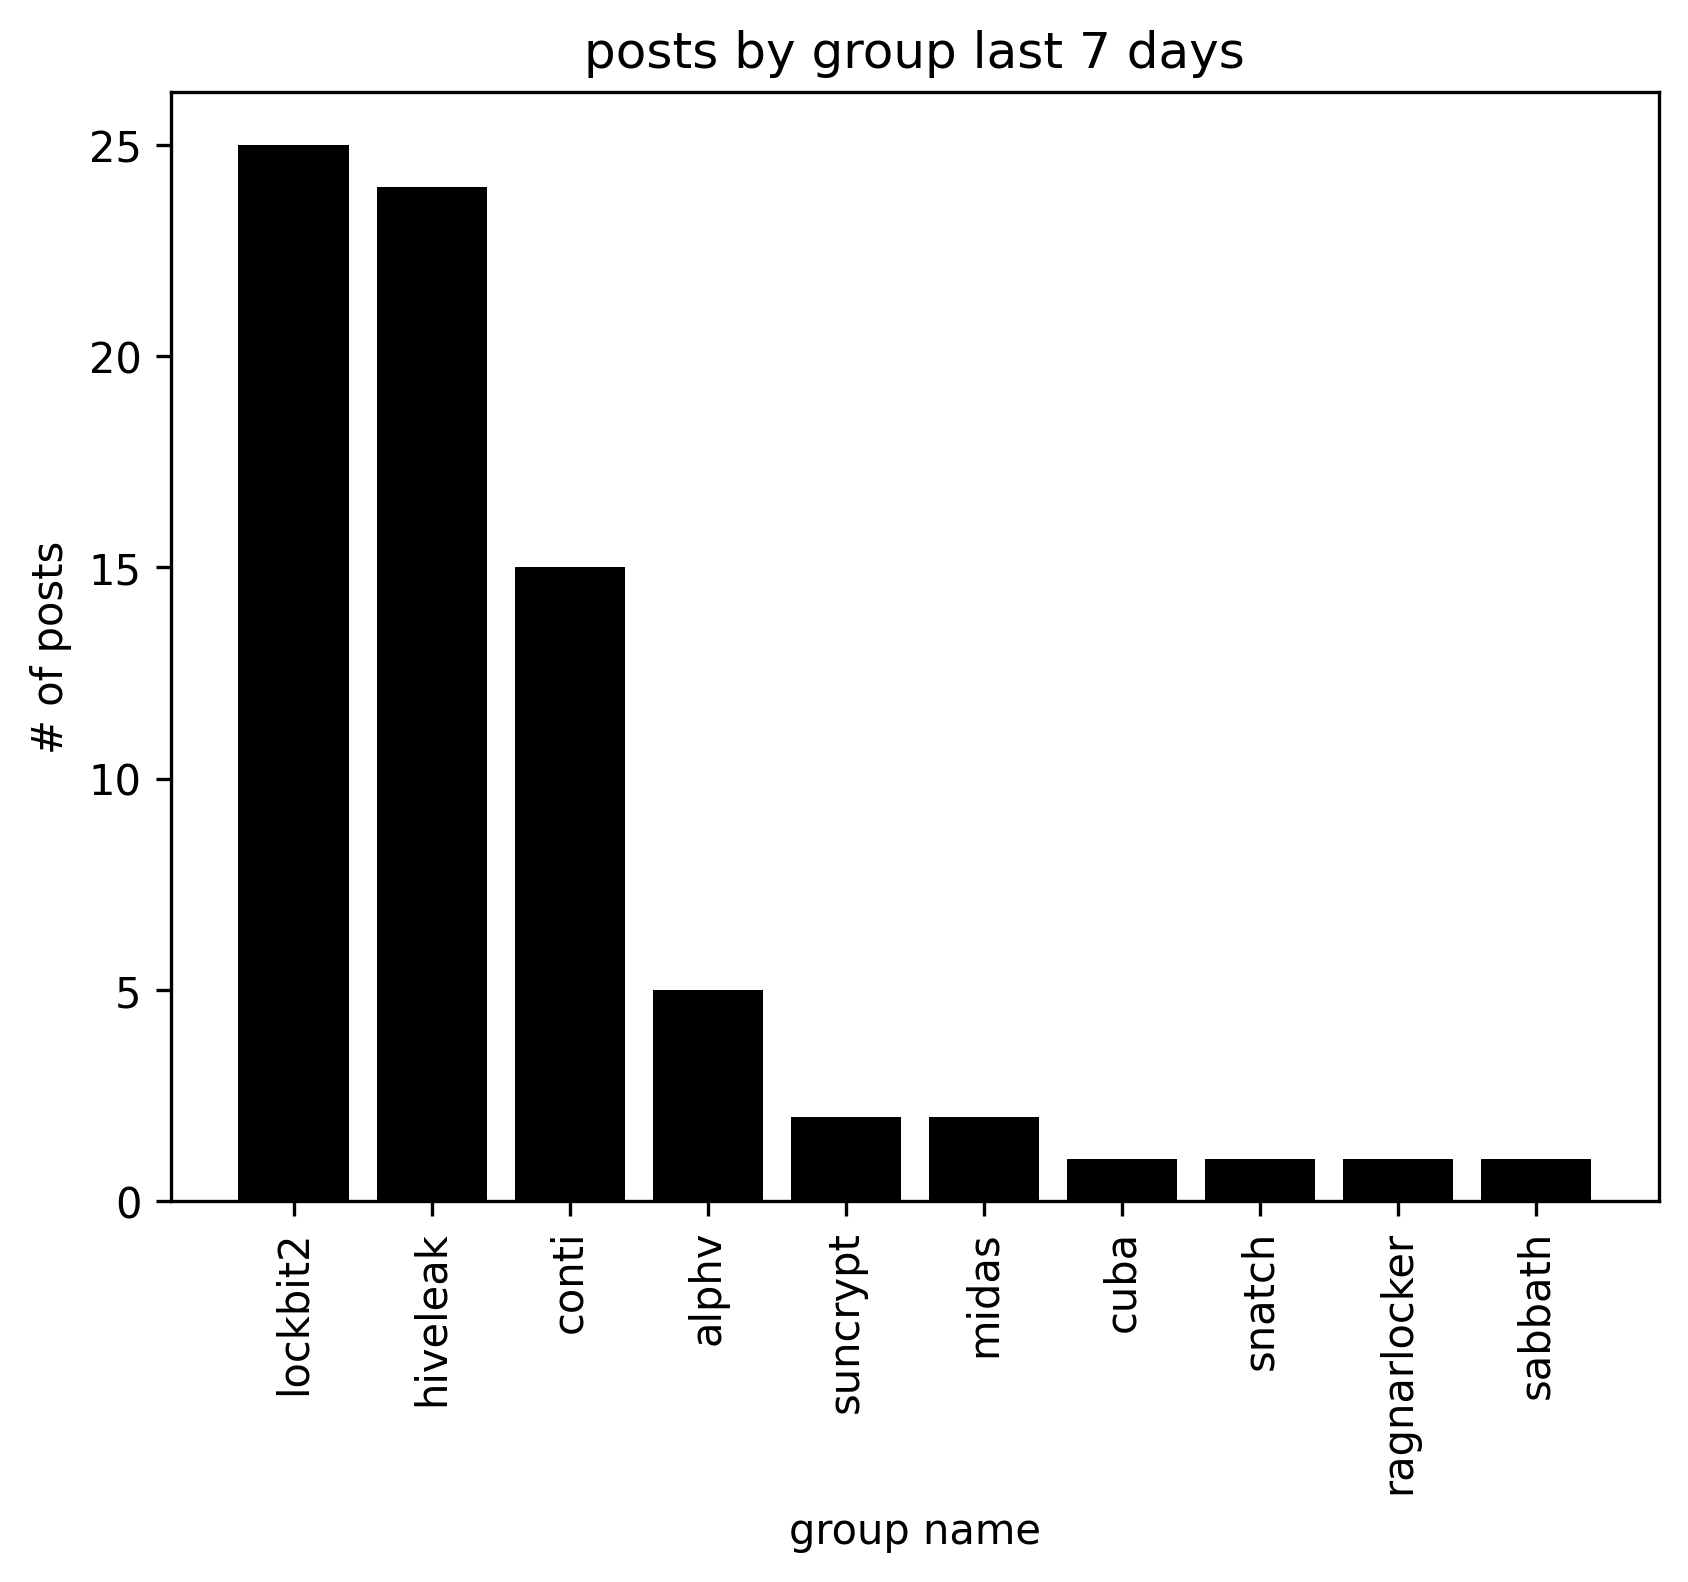 posts by group last 7 days
# of posts
25
20
15
10
5
0
lockbit2
hiveleak
conti
alphv
suncrypt
midas
cuba
snatch
ragnarlocker
sabbath
group name